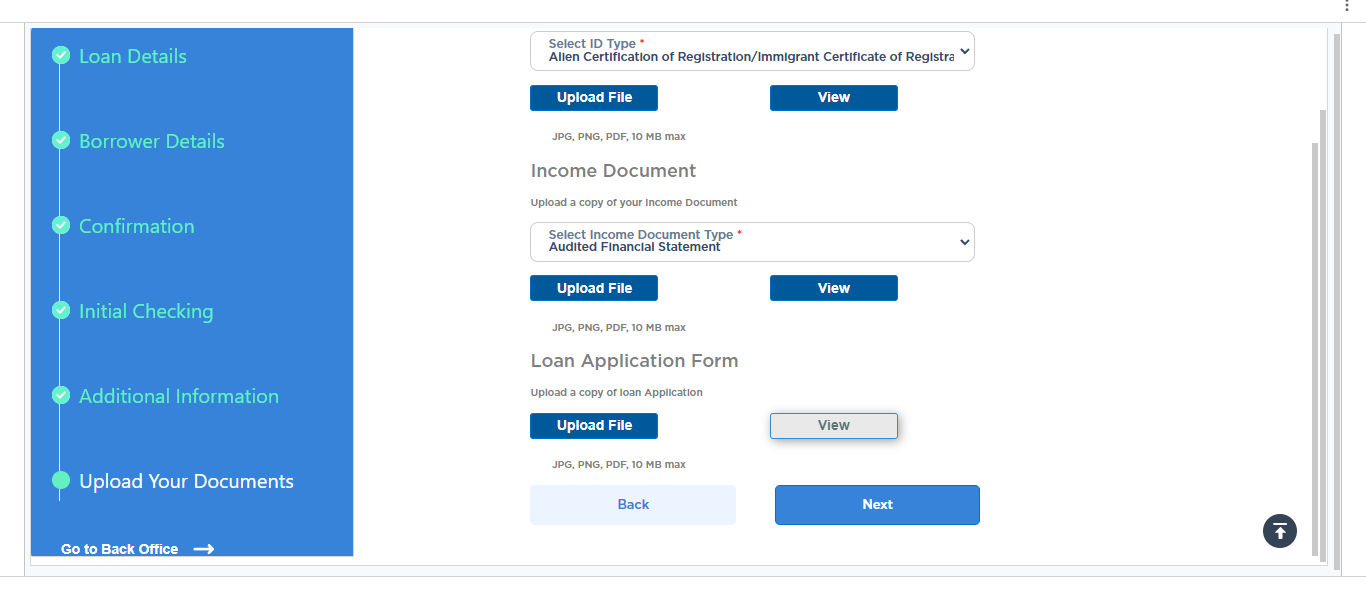 Loan Details
Borrower Details
Confirmation
Initial Checking
Additional Information
Upload Your Documents
Go to Back Office
Select ID Type *
Alien Certification of Registration/Immigrant Certificate of Registra
Upload File
View
JPG, PNG, PDF, 10 MB max
Income Document
Upload a copy of your Income Document
Select Income Document Type *
Audited Financial Statement
Upload File
View
JPG, PNG, PDF, 10 MB max
Loan Application Form
Upload a copy of loan Application
Upload File
View
JPG, PNG, PDF, 10 MB max
Back
Next